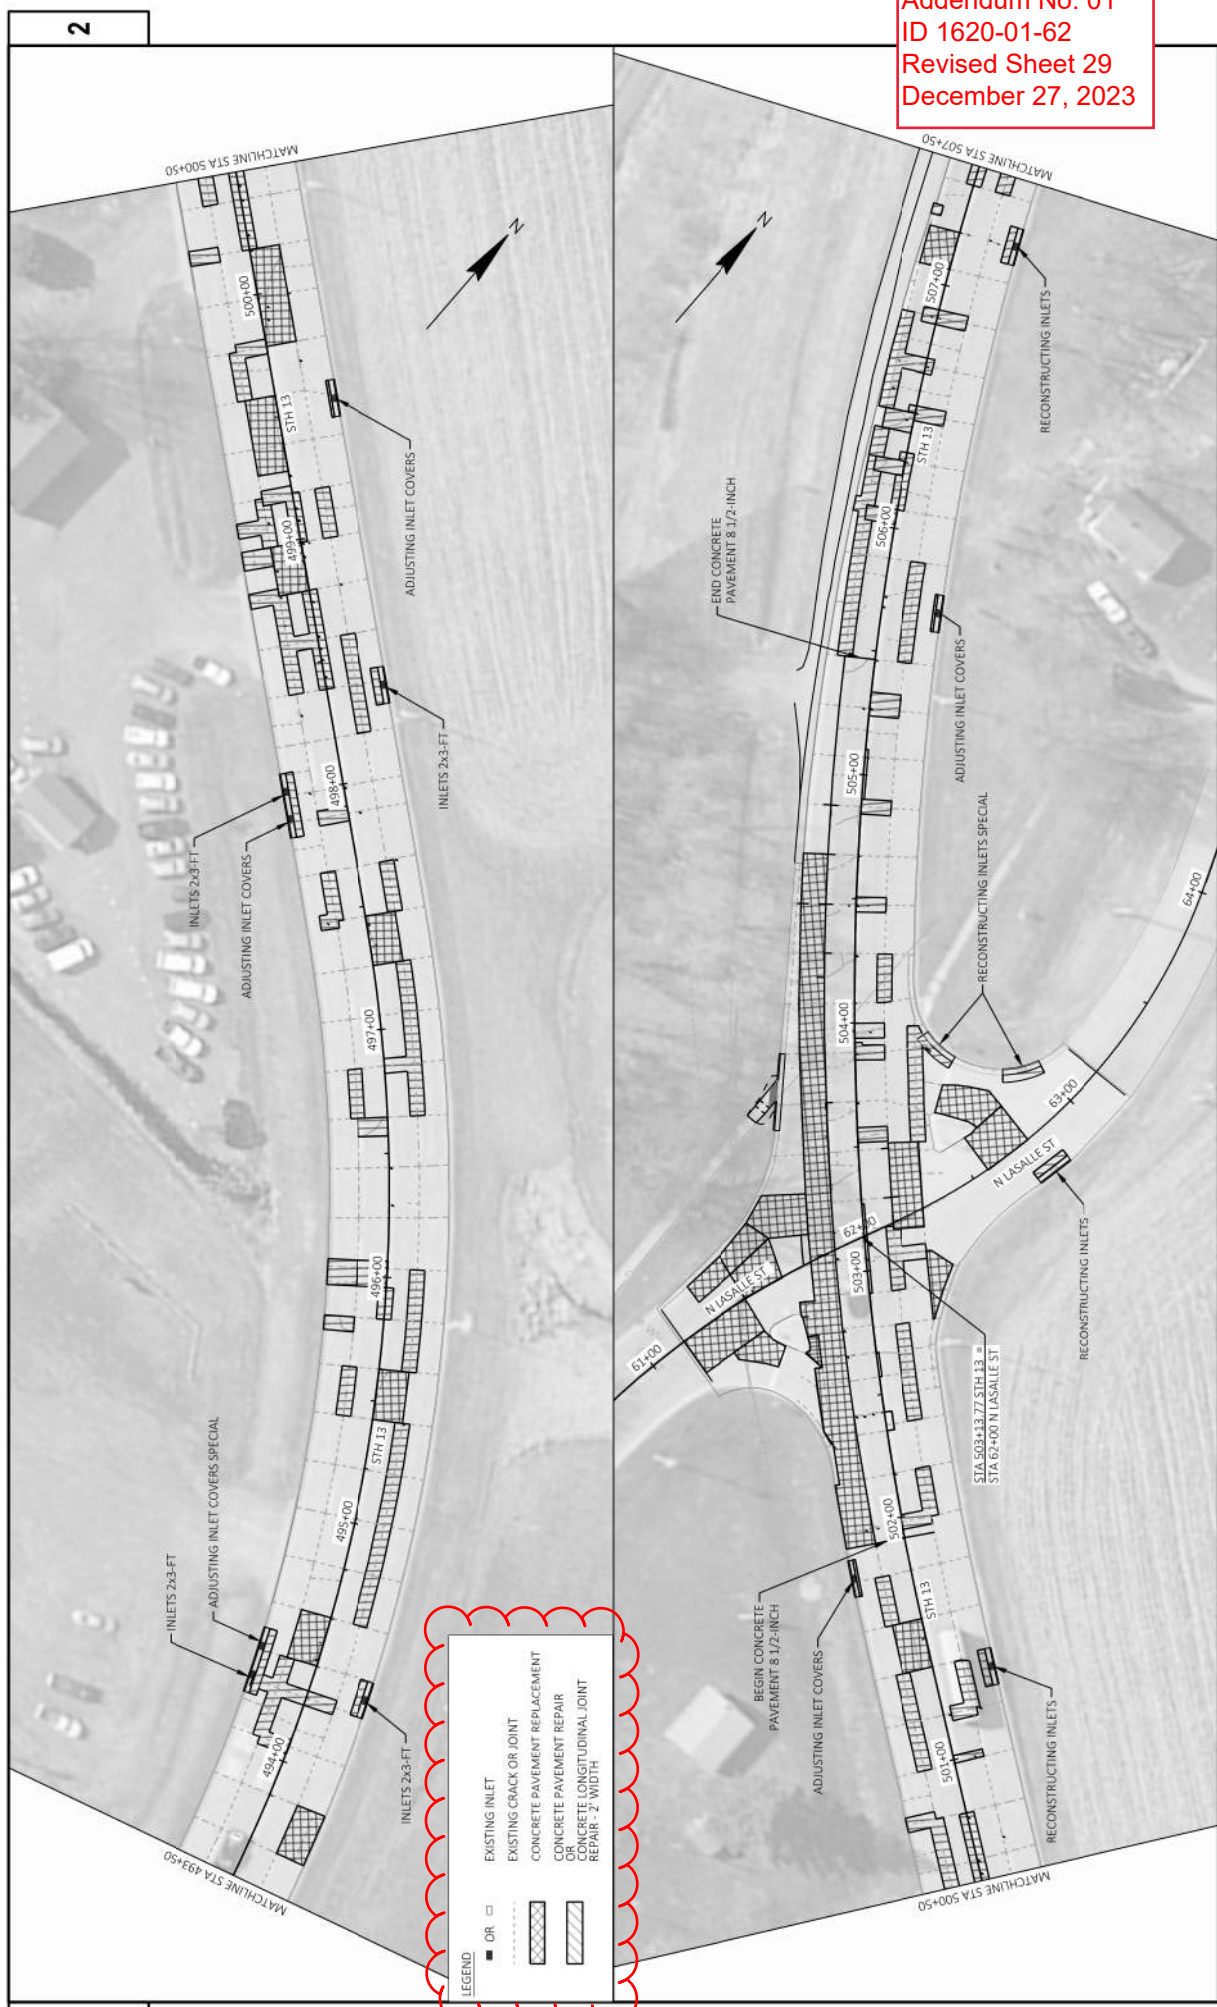 Addendum No. 01
ID 1620-01-62
Revised Sheet 29
December 27, 2023
2
MATCHLINE STA 493+50
494+00
INLETS 2x3-FT
ADJUSTING INLET COVERS SPECIAL
INLETS 2x3-FT
495+00
STH 13
496+00
497+00
ADJUSTING INLET COVERS
INLETS 2x3-FT
498+00
INLETS 2x3-FT
499+00
ADJUSTING INLET COVERS
STH 13
500+00
MATCHLINE STA 500+50
N
LEGEND
■ OR □ EXISTING INLET
EXISTING CRACK OR JOINT
CONCRETE PAVEMENT REPLACEMENT
CONCRETE PAVEMENT REPAIR
OR
CONCRETE LONGITUDINAL JOINT
REPAIR - 2' WIDTH
MATCHLINE STA 500+50
501+00
RECONSTRUCTING INLETS
STH 13
ADJUSTING INLET COVERS
BEGIN CONCRETE
PAVEMENT 8 1/2-INCH
502+00
STA 503+13.77 STH 13 =
STA 62+00 N LASALLE ST
61+00
N LASALLE ST
503+00
62+00
RECONSTRUCTING INLETS
N LASALLE ST
63+00
64+00
504+00
RECONSTRUCTING INLETS SPECIAL
505+00
ADJUSTING INLET COVERS
END CONCRETE
PAVEMENT 8 1/2-INCH
506+00
STH 13
RECONSTRUCTING INLETS
507+00
MATCHLINE STA 507+50
N